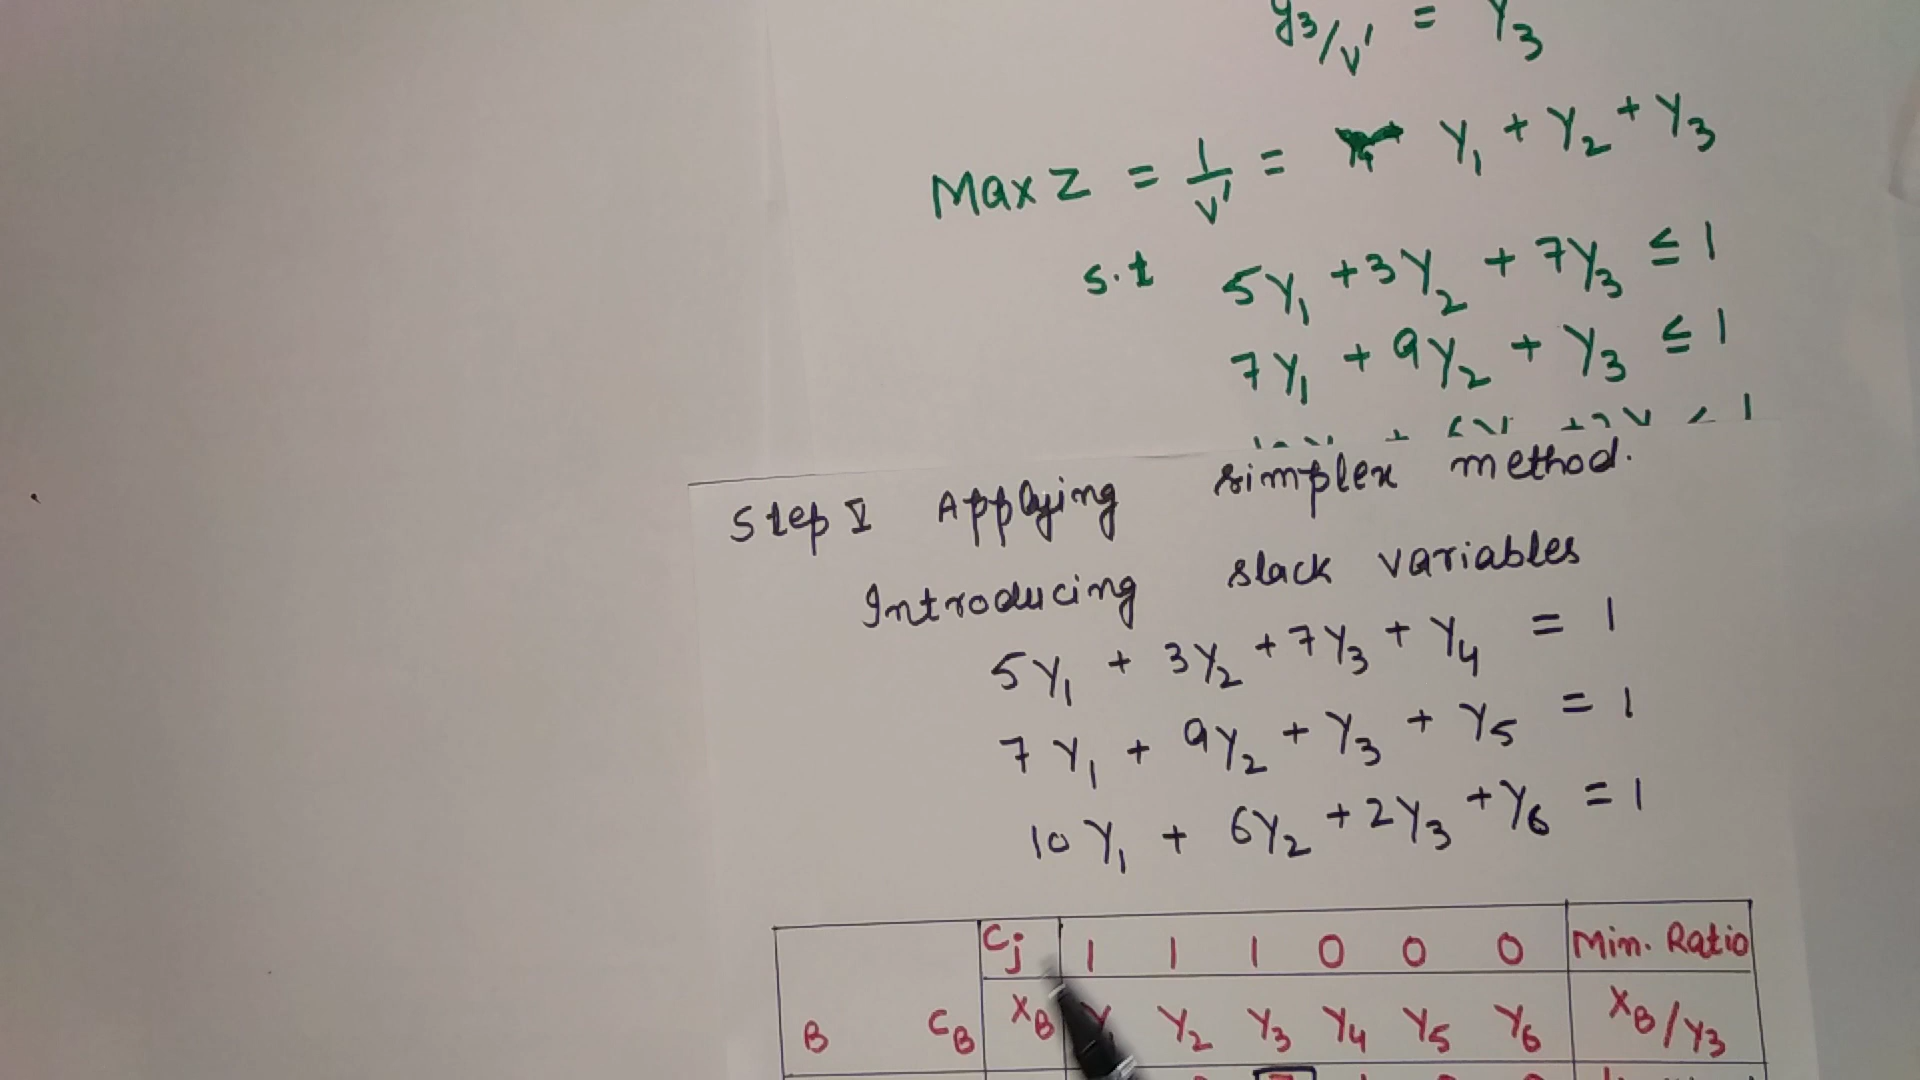 y3/v' = Y3
Max Z = 1/v' = Y1 + Y2 + Y3
s.t 5Y1 + 3Y2 + 7Y3 ≤ 1
7Y1 + 9Y2 + Y3 ≤ 1
Step V Applying simplex method.
Introducing slack variables
5Y1 + 3Y2 + 7Y3 + Y4 = 1
7Y1 + 9Y2 + Y3 + Y5 = 1
10Y1 + 6Y2 + 2Y3 + Y6 = 1
Cj 1 1 1 0 0 0 Min. Ratio
B CB XB Y2 Y3 Y4 Y5 Y6 XB/Y3